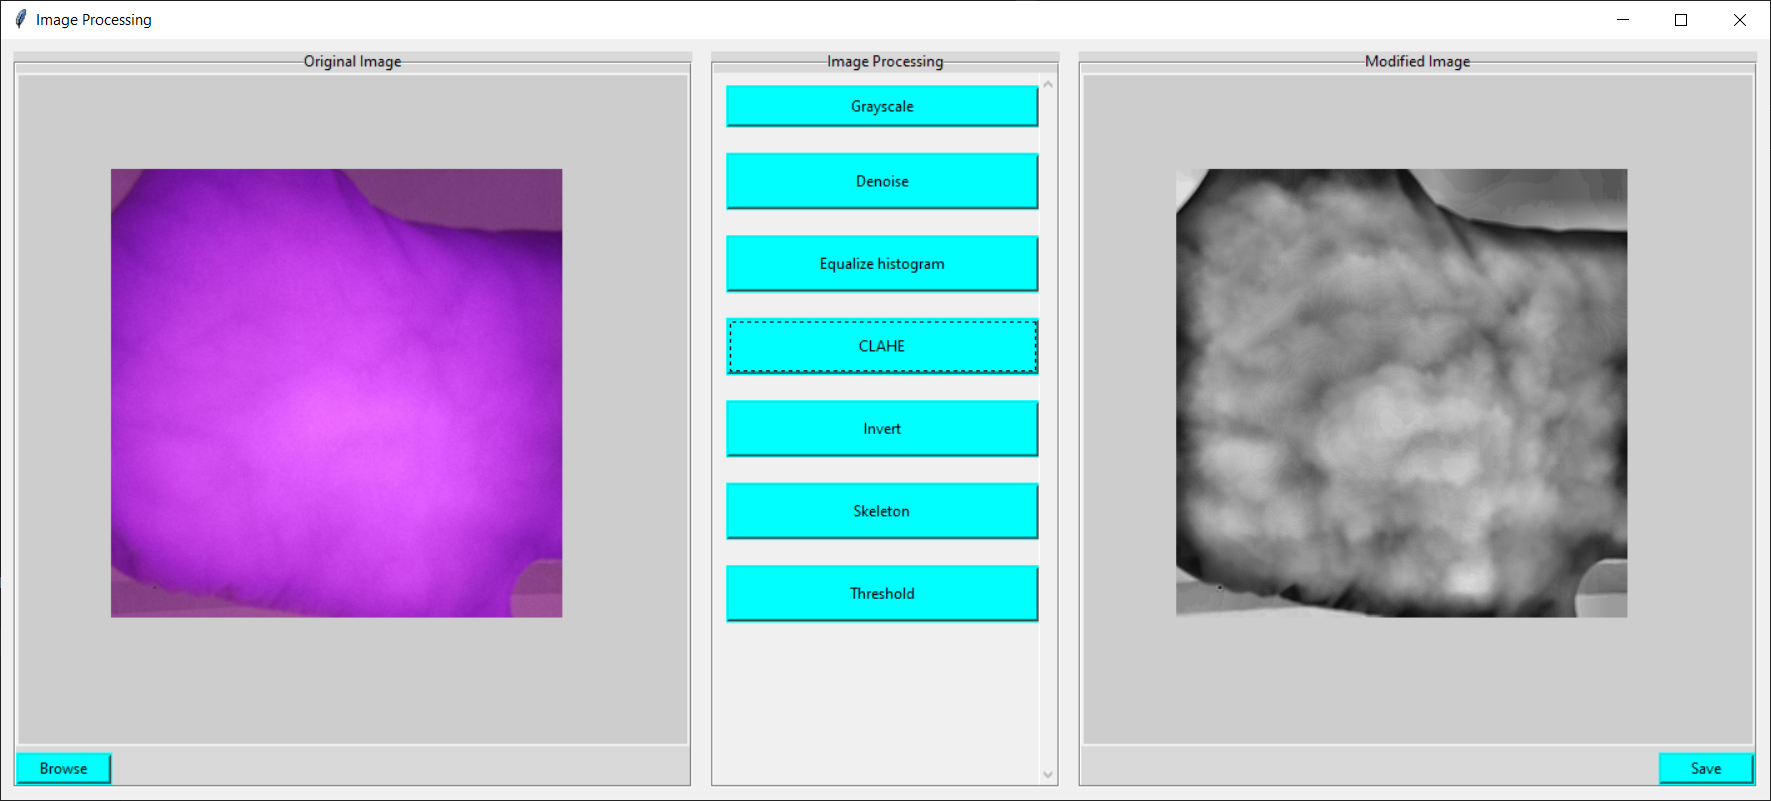 Image Processing
Original Image
Image Processing
Modified Image
Grayscale
Denoise
Equalize histogram
CLAHE
Invert
Skeleton
Threshold
Browse
Save